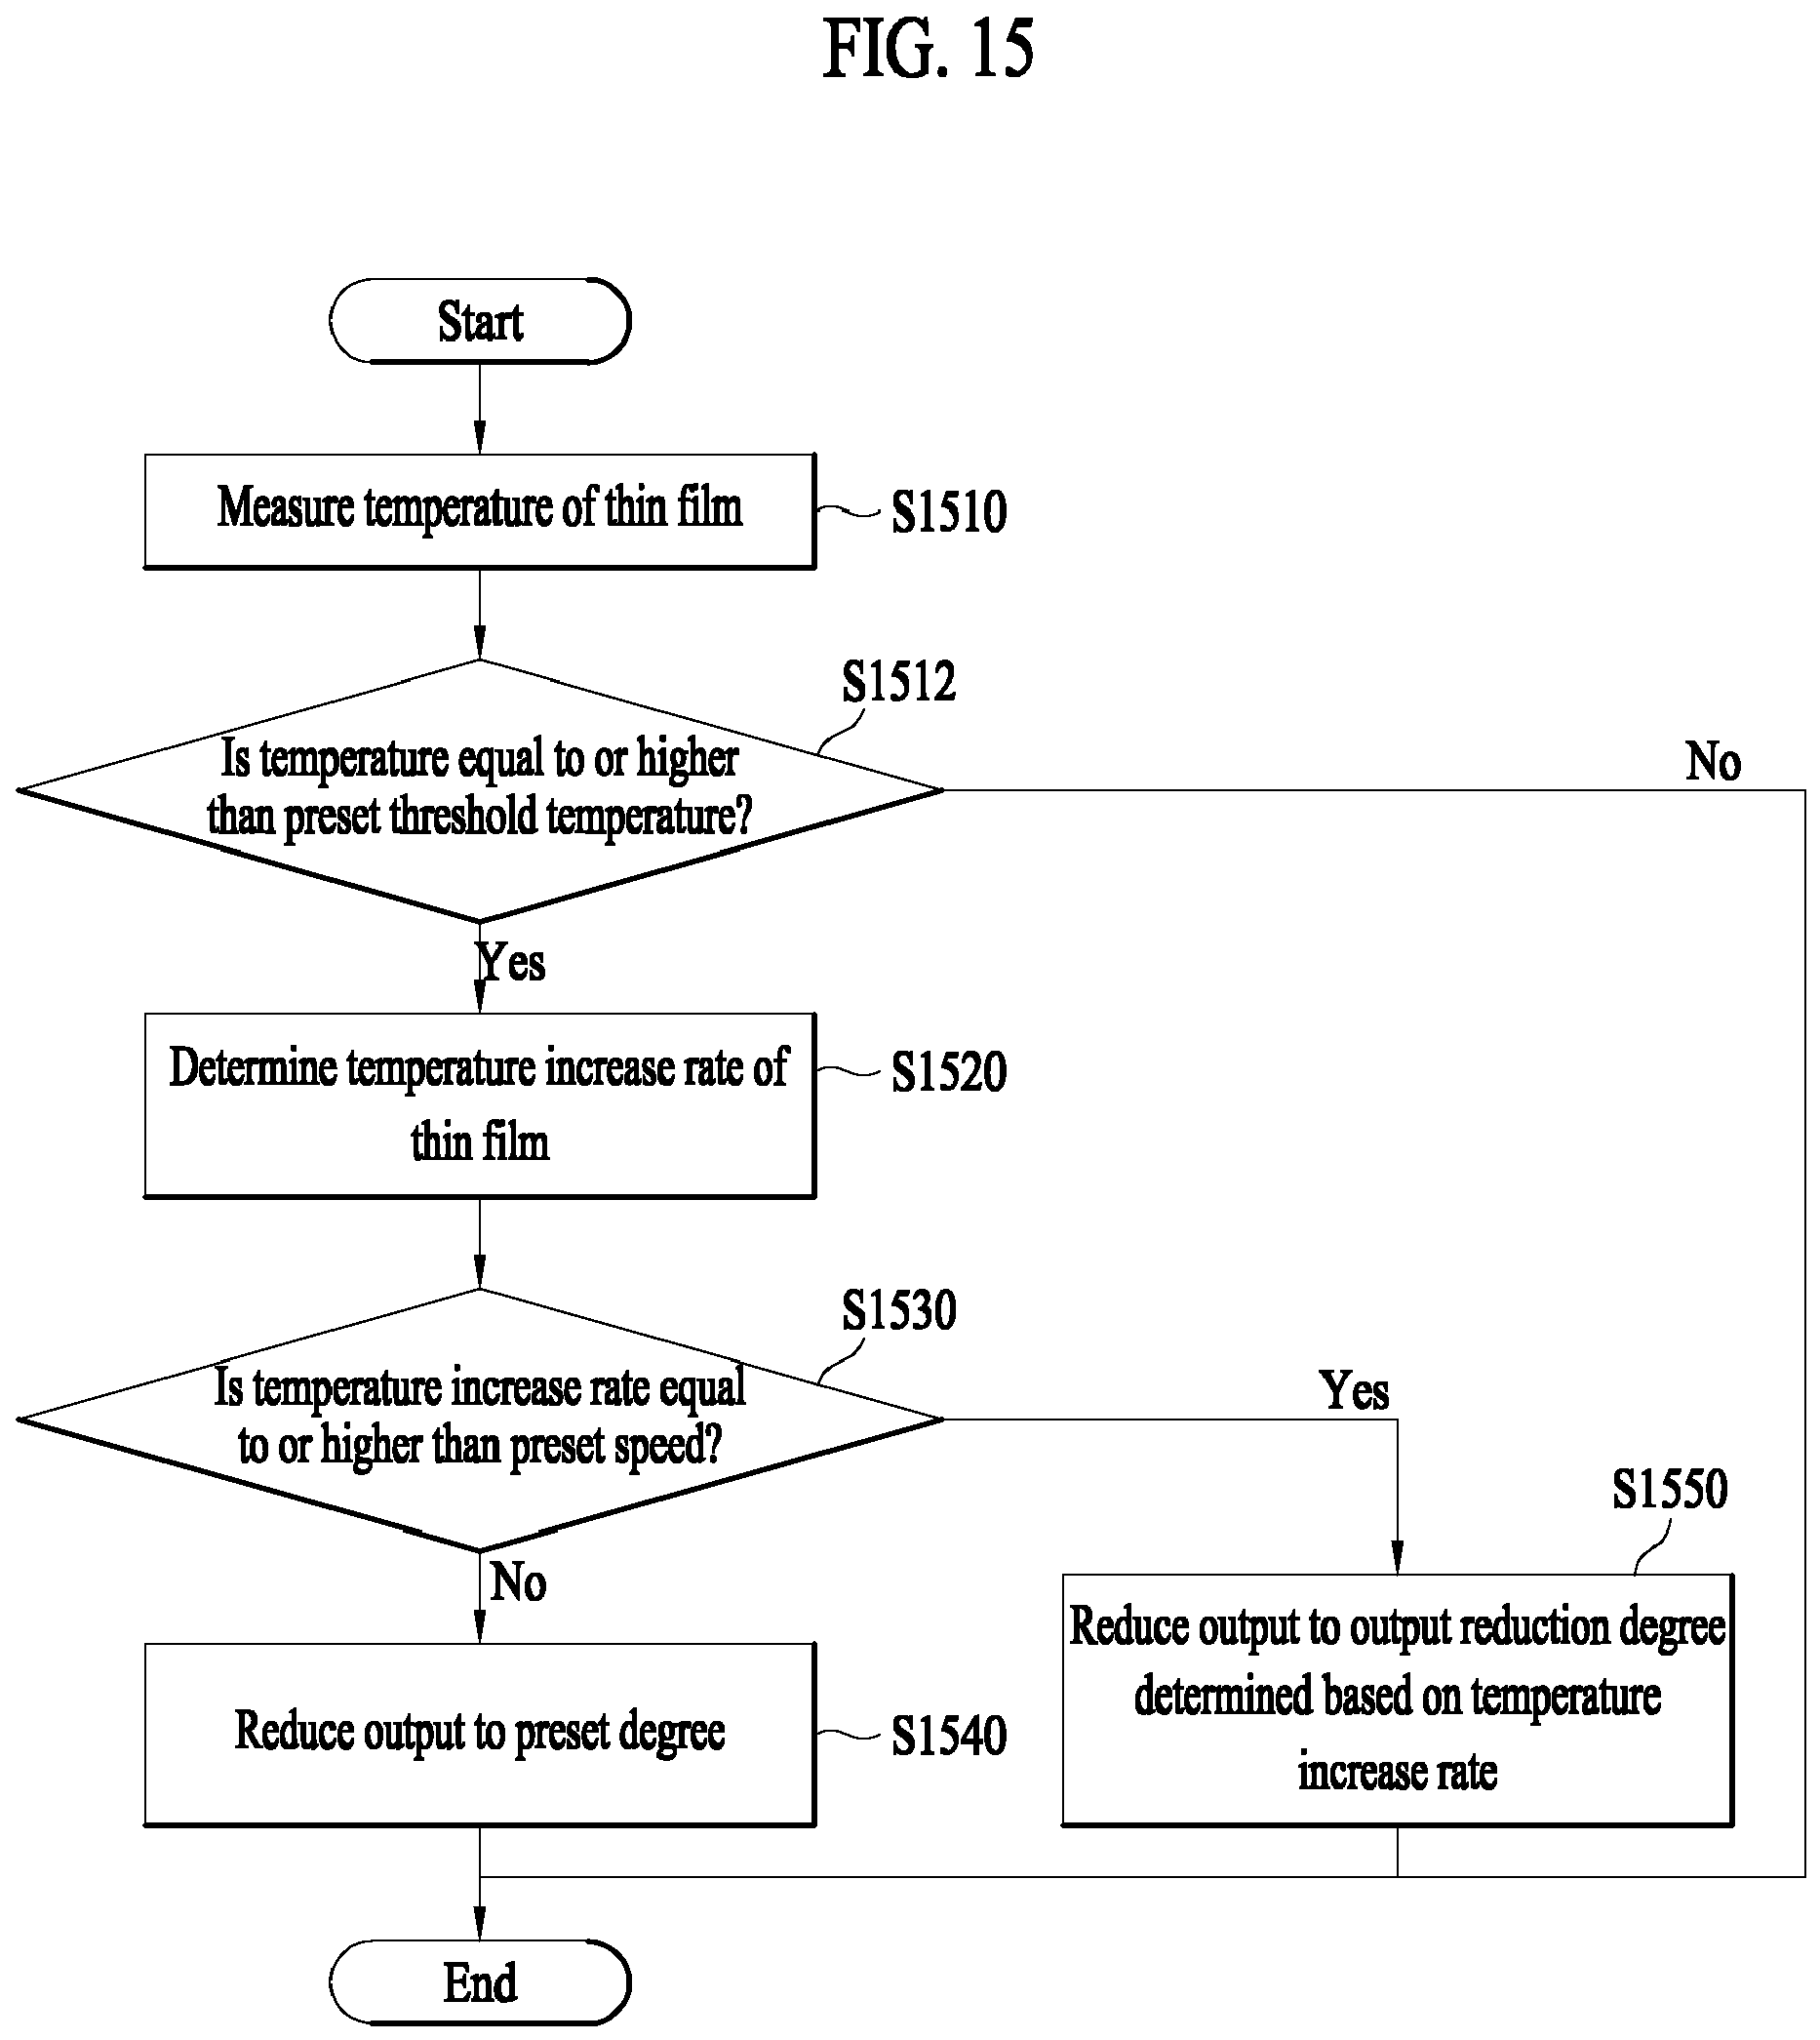 FIG. 15
Start
Measure temperature of thin film
S1510
S1512
Is temperature equal to or higher
than preset threshold temperature?
No
Yes
Determine temperature increase rate of
thin film
S1520
S1530
Is temperature increase rate equal
to or higher than preset speed?
Yes
No
S1550
Reduce output to output reduction degree
determined based on temperature
increase rate
Reduce output to preset degree
S1540
End